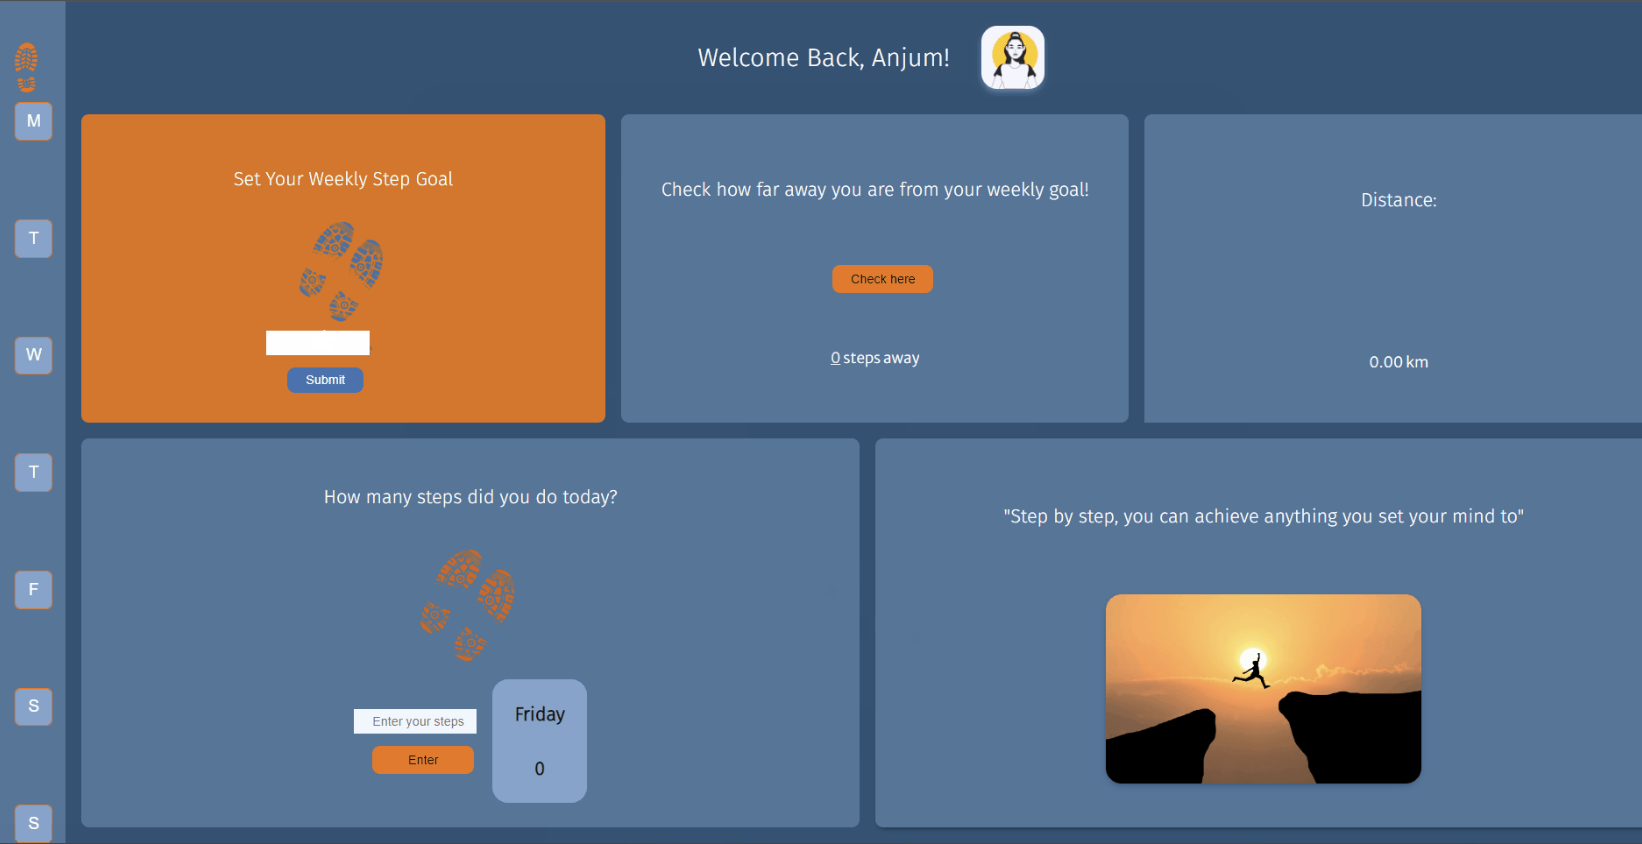 Welcome Back, Anjum!
M
T
W
T
F
S
S
Set Your Weekly Step Goal
Submit
Check how far away you are from your weekly goal!
Check here
0 steps away
Distance:
0.00 km
How many steps did you do today?
Enter your steps
Enter
Friday
0
"Step by step, you can achieve anything you set your mind to"